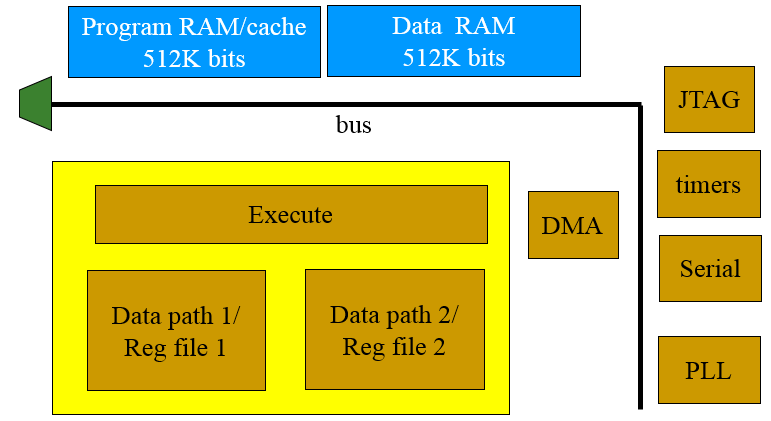 Program RAM/cache
512K bits
Data RAM
512K bits
JTAG
bus
timers
Execute
DMA
Serial
Data path 1/
Reg file 1
Data path 2/
Reg file 2
PLL